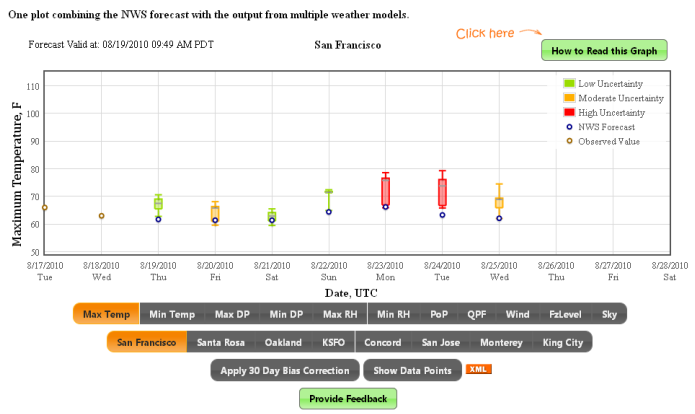 One plot combining the NWS forecast with the output from multiple weather models.
Click here
Forecast Valid at: 08/19/2010 09:49 AM PDT
San Francisco
How to Read this Graph
Maximum Temperature, F
110
100
90
80
70
60
50
Low Uncertainty
Moderate Uncertainty
High Uncertainty
NWS Forecast
Observed Value
8/17/2010 8/18/2010 8/19/2010 8/20/2010 8/21/2010 8/22/2010 8/23/2010 8/24/2010 8/25/2010 8/26/2010 8/27/2010 8/28/2010
Tue Wed Thu Fri Sat Sun Mon Tue Wed Thu Fri Sat
Date, UTC
Max Temp Min Temp Max DP Min DP Max RH Min RH PoP QPF Wind FzLevel Sky
San Francisco Santa Rosa Oakland KSFO Concord San Jose Monterey King City
Apply 30 Day Bias Correction Show Data Points XML
Provide Feedback